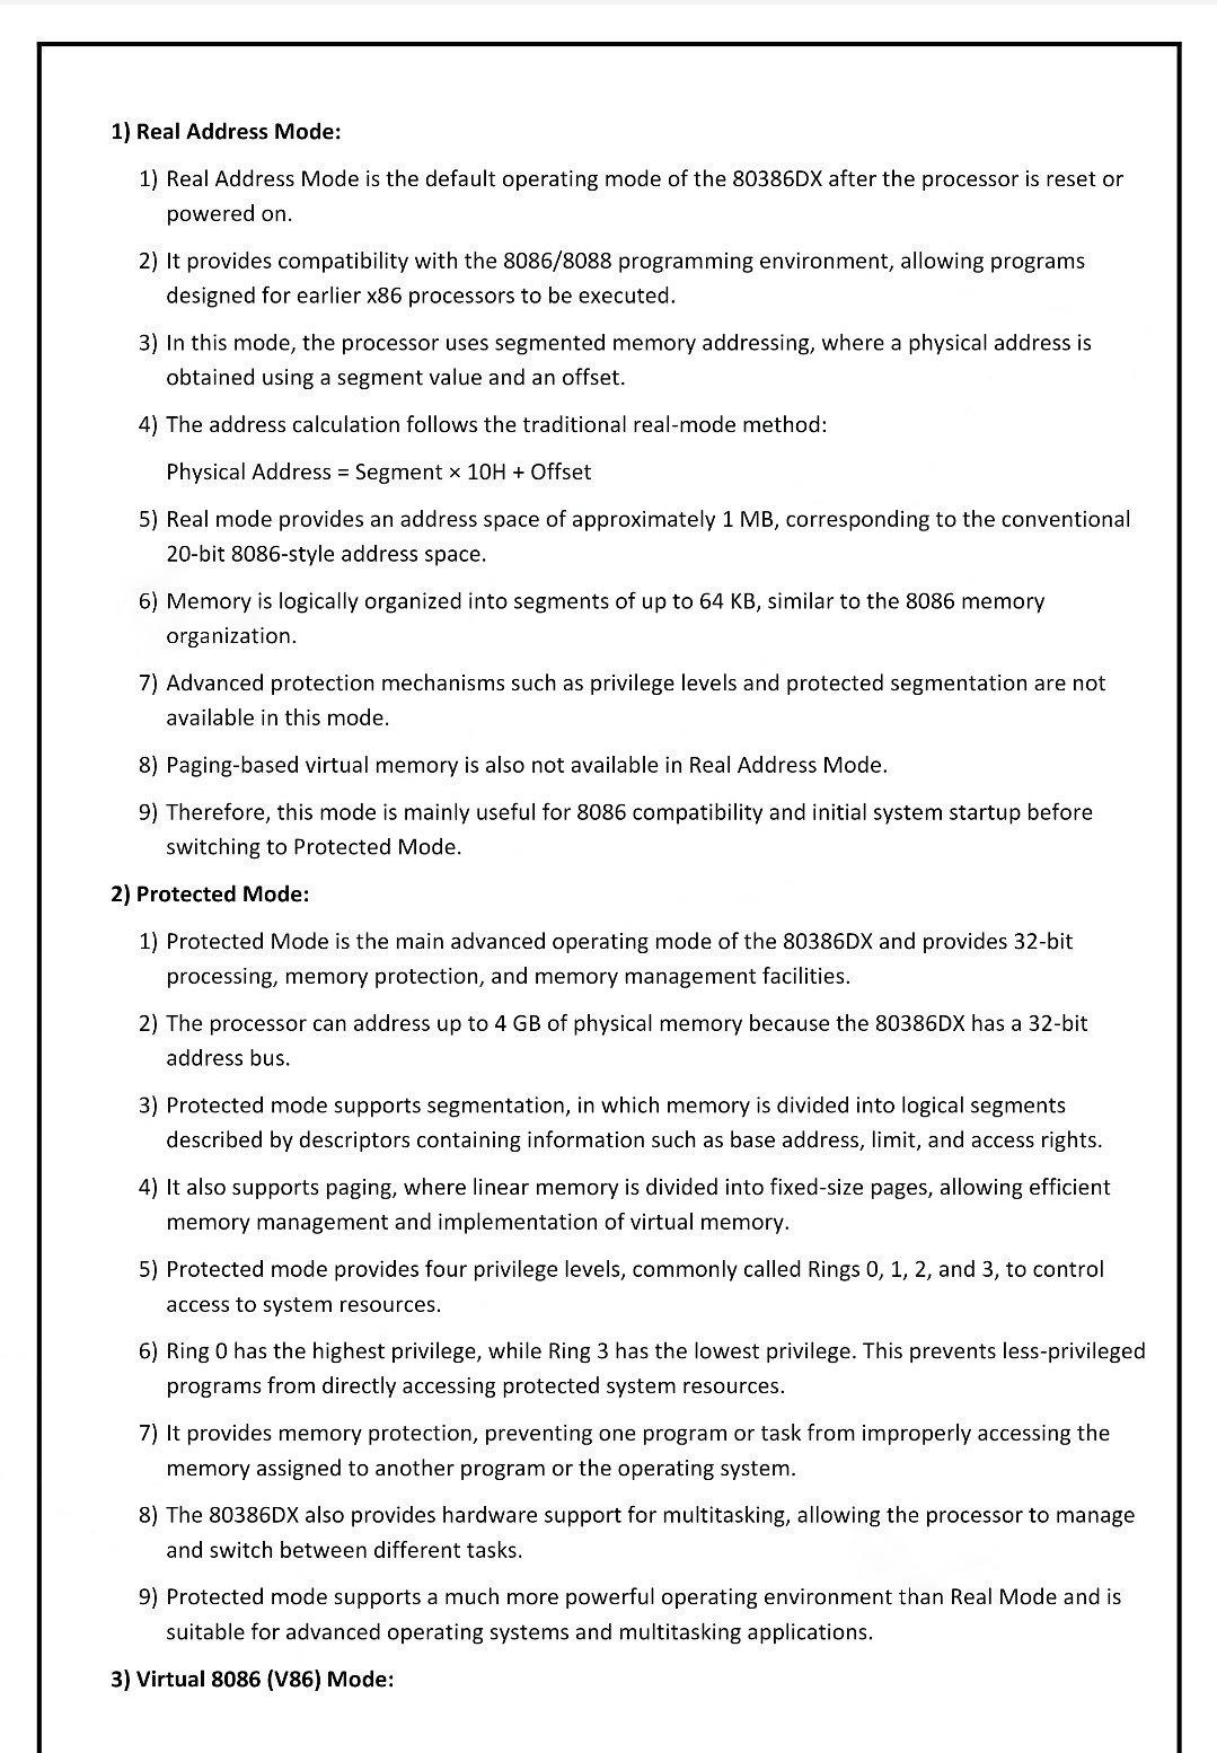 1) Real Address Mode:
1) Real Address Mode is the default operating mode of the 80386DX after the processor is reset or
powered on.
2) It provides compatibility with the 8086/8088 programming environment, allowing programs
designed for earlier x86 processors to be executed.
3) In this mode, the processor uses segmented memory addressing, where a physical address is
obtained using a segment value and an offset.
4) The address calculation follows the traditional real-mode method:
Physical Address = Segment × 10H + Offset
5) Real mode provides an address space of approximately 1 MB, corresponding to the conventional
20-bit 8086-style address space.
6) Memory is logically organized into segments of up to 64 KB, similar to the 8086 memory
organization.
7) Advanced protection mechanisms such as privilege levels and protected segmentation are not
available in this mode.
8) Paging-based virtual memory is also not available in Real Address Mode.
9) Therefore, this mode is mainly useful for 8086 compatibility and initial system startup before
switching to Protected Mode.
2) Protected Mode:
1) Protected Mode is the main advanced operating mode of the 80386DX and provides 32-bit
processing, memory protection, and memory management facilities.
2) The processor can address up to 4 GB of physical memory because the 80386DX has a 32-bit
address bus.
3) Protected mode supports segmentation, in which memory is divided into logical segments
described by descriptors containing information such as base address, limit, and access rights.
4) It also supports paging, where linear memory is divided into fixed-size pages, allowing efficient
memory management and implementation of virtual memory.
5) Protected mode provides four privilege levels, commonly called Rings 0, 1, 2, and 3, to control
access to system resources.
6) Ring 0 has the highest privilege, while Ring 3 has the lowest privilege. This prevents less-privileged
programs from directly accessing protected system resources.
7) It provides memory protection, preventing one program or task from improperly accessing the
memory assigned to another program or the operating system.
8) The 80386DX also provides hardware support for multitasking, allowing the processor to manage
and switch between different tasks.
9) Protected mode supports a much more powerful operating environment than Real Mode and is
suitable for advanced operating systems and multitasking applications.
3) Virtual 8086 (V86) Mode: